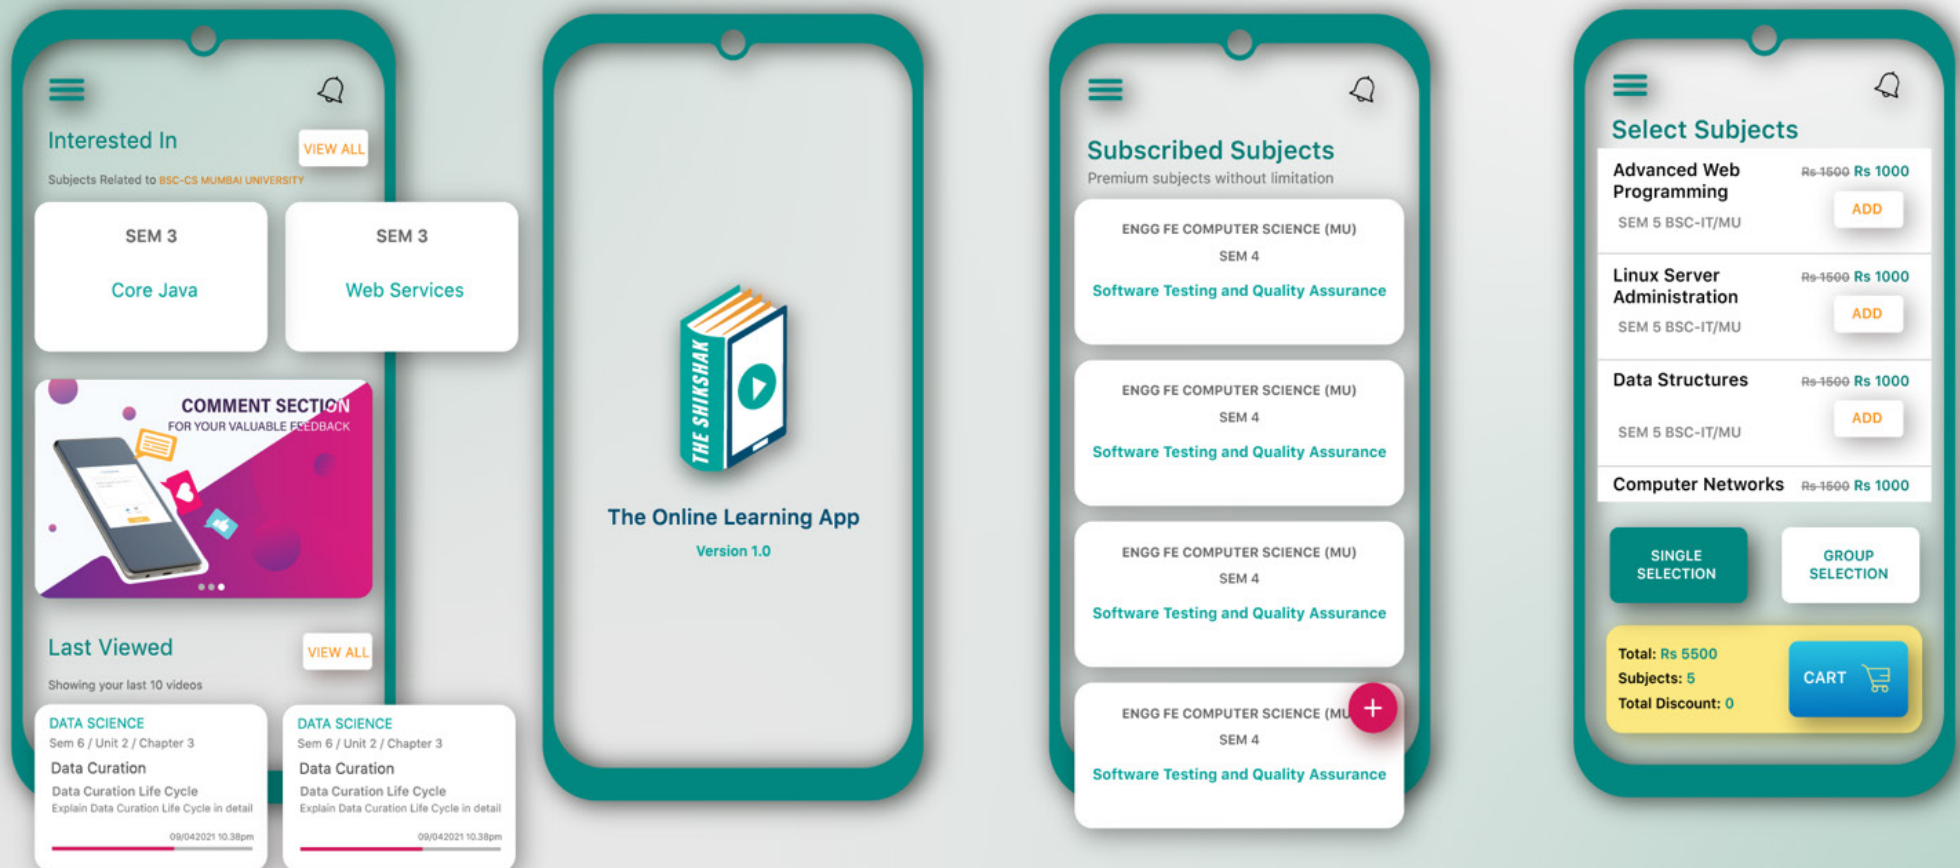 Interested In
VIEW ALL
Subjects Related to BSC-CS MUMBAI UNIVERSITY
SEM 3
Core Java
SEM 3
Web Services
COMMENT SECTION
FOR YOUR VALUABLE FEEDBACK
Last Viewed
VIEW ALL
Showing your last 10 videos
DATA SCIENCE
Sem 6 / Unit 2 / Chapter 3
Data Curation
Data Curation Life Cycle
Explain Data Curation Life Cycle in detail
09/042021 10.38pm
DATA SCIENCE
Sem 6 / Unit 2 / Chapter 3
Data Curation
Data Curation Life Cycle
Explain Data Curation Life Cycle in detail
09/042021 10.38pm
THE SHIKSHAK
The Online Learning App
Version 1.0
Subscribed Subjects
Premium subjects without limitation
ENGG FE COMPUTER SCIENCE (MU)
SEM 4
Software Testing and Quality Assurance
ENGG FE COMPUTER SCIENCE (MU)
SEM 4
Software Testing and Quality Assurance
ENGG FE COMPUTER SCIENCE (MU)
SEM 4
Software Testing and Quality Assurance
ENGG FE COMPUTER SCIENCE (MU
+
SEM 4
Software Testing and Quality Assurance
Select Subjects
Advanced Web
Programming
Rs 1500 Rs 1000
ADD
SEM 5 BSC-IT/MU
Linux Server
Administration
Rs 1500 Rs 1000
ADD
SEM 5 BSC-IT/MU
Data Structures
Rs 1500 Rs 1000
ADD
SEM 5 BSC-IT/MU
Computer Networks
Rs 1500 Rs 1000
SINGLE
SELECTION
GROUP
SELECTION
Total: Rs 5500
Subjects: 5
Total Discount: 0
CART